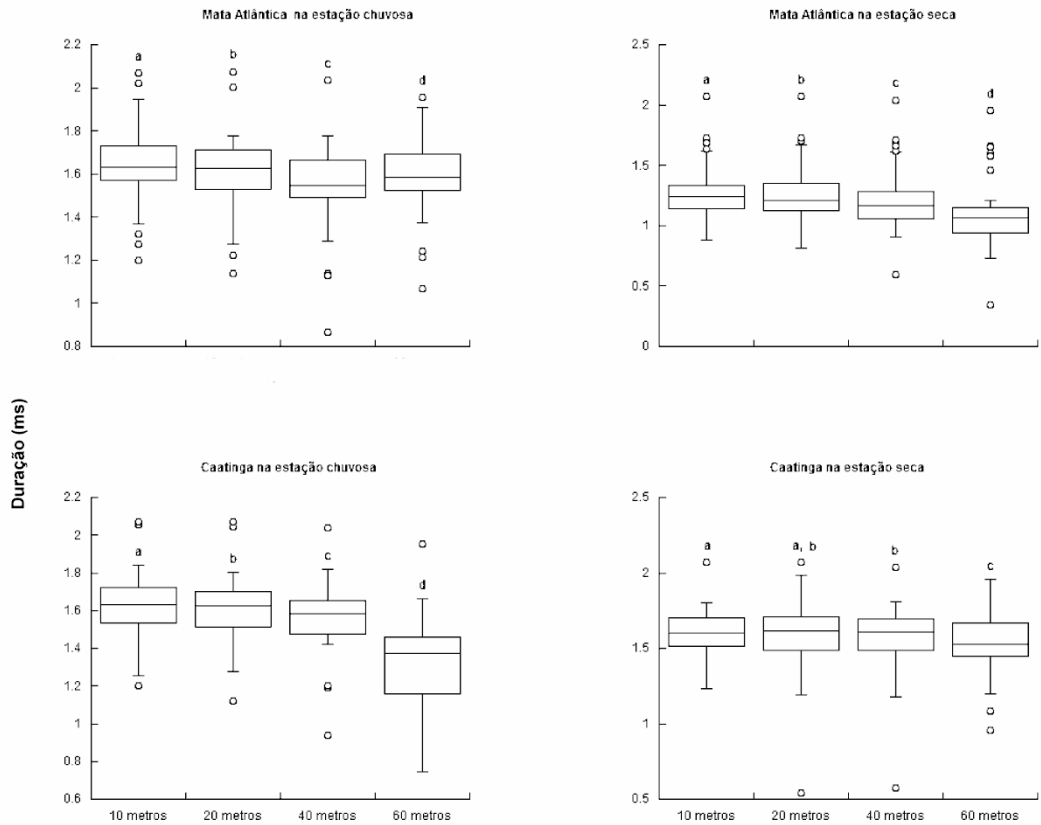 Mata Atlântica na estação chuvosa
Mata Atlântica na estação seca
2.2
2
1.8
1.6
1.4
1.2
1
0.8
a
b
c
d
2.5
2
1.5
1
0.5
0
a
b
c
d
Duração (ms)
Caatinga na estação chuvosa
Caatinga na estação seca
2.2
2
1.8
1.6
1.4
1.2
1
0.8
0.6
a
b
c
d
10 metros
20 metros
40 metros
60 metros
2.5
2
1.5
1
0.5
a
a, b
b
c
10 metros
20 metros
40 metros
60 metros